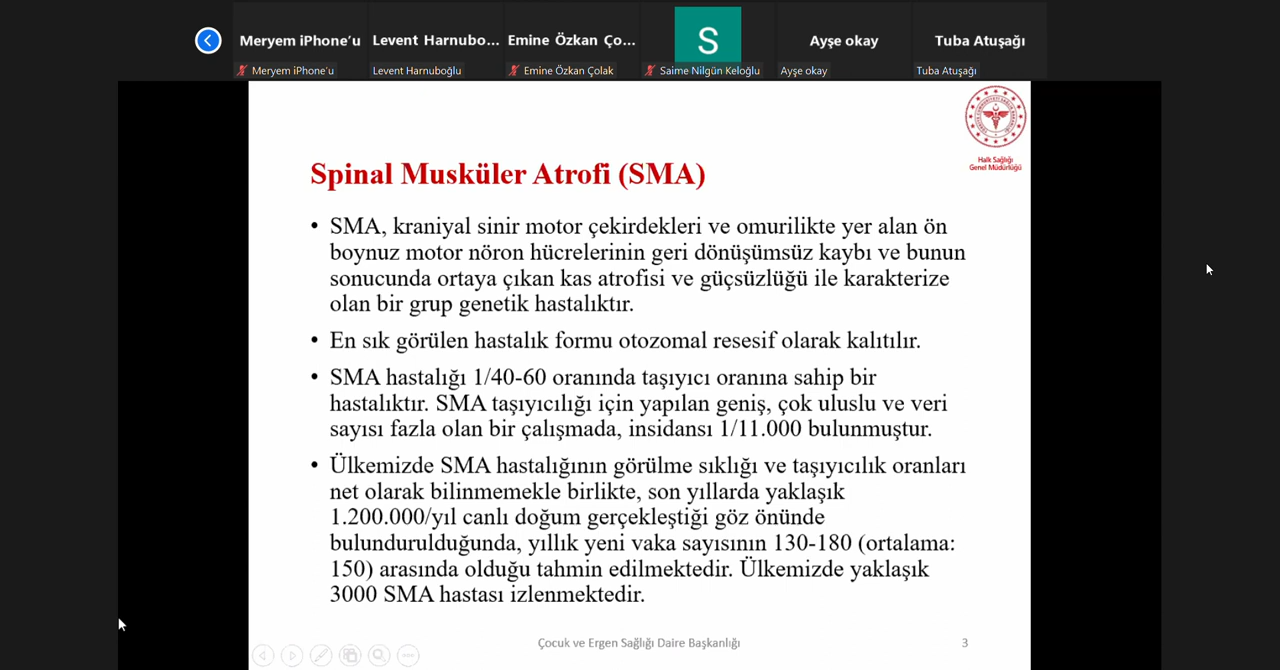 Meryem iPhone'u
Levent Harnubo...
Emine Özkan Ço...
S
Ayşe okay
Tuba Atuşağı
Meryem iPhone'u
Levent Harnuboğlu
Emine Özkan Çolak
Saime Nilgün Keloğlu
Ayşe okay
Tuba Atuşağı
Halk Sağlığı
Genel Müdürlüğü
Spinal Musküler Atrofi (SMA)
• SMA, kraniyal sinir motor çekirdekleri ve omurilikte yer alan ön
boynuz motor nöron hücrelerinin geri dönüşümsüz kaybı ve bunun
sonucunda ortaya çıkan kas atrofisi ve güçsüzlüğü ile karakterize
olan bir grup genetik hastalıktır.
• En sık görülen hastalık formu otozomal resesif olarak kalıtılır.
• SMA hastalığı 1/40-60 oranında taşıyıcı oranına sahip bir
hastalıktır. SMA taşıyıcılığı için yapılan geniş, çok uluslu ve veri
sayısı fazla olan bir çalışmada, insidansı 1/11.000 bulunmuştur.
• Ülkemizde SMA hastalığının görülme sıklığı ve taşıyıcılık oranları
net olarak bilinmemekle birlikte, son yıllarda yaklaşık
1.200.000/yıl canlı doğum gerçekleştiği göz önünde
bulundurulduğunda, yıllık yeni vaka sayısının 130-180 (ortalama:
150) arasında olduğu tahmin edilmektedir. Ülkemizde yaklaşık
3000 SMA hastası izlenmektedir.
Çocuk ve Ergen Sağlığı Daire Başkanlığı
3